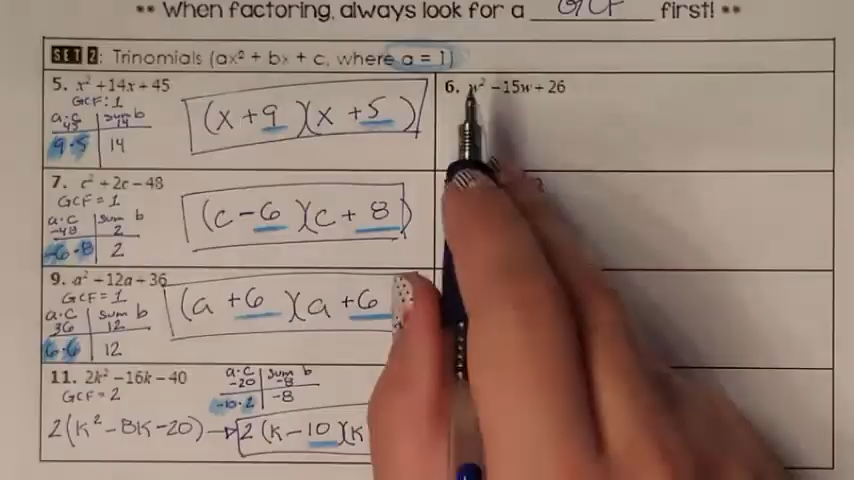 ** When factoring, always look for a GCF first! **
SET 2: Trinomials (ax² + bx + c, where a = 1)
5. x² + 14x + 45
GCF: 1
a·c | sum b
45 | 14
9·5 | 14
(x + 9)(x + 5)
6. w² − 15w + 26
7. c² + 2c − 48
GCF = 1
a·c | sum b
-48 | 2
-6·8 | 2
(c − 6)(c + 8)
9. a² + 12a + 36
GCF = 1
a·c | sum b
36 | 12
6·6 | 12
(a + 6)(a + 6
11. 2k² − 16k − 40
GCF = 2
a·c | sum b
-20 | -8
-10·2 | -8
2(k² − 8k − 20) → 2(k − 10)(k